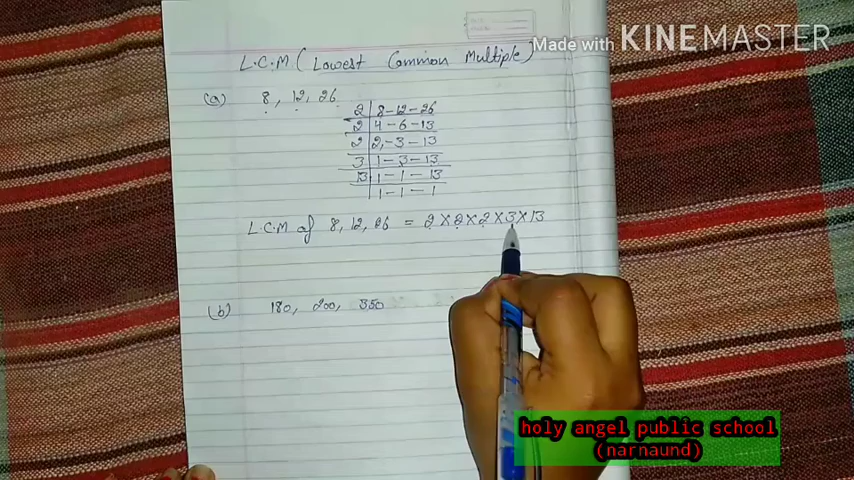 Made with KINEMASTER
L.C.M (Lowest Common Multiple)
(a) 8, 12, 26
2 | 8 - 12 - 26
2 | 4 - 6 - 13
2 | 2 - 3 - 13
3 | 1 - 3 - 13
13 | 1 - 1 - 13
| 1 - 1 - 1
L.C.M of 8, 12, 26 = 2 X 2 X 2 X 3 X 13
(b) 180, 200, 350
holy angel public school
(narnaund)